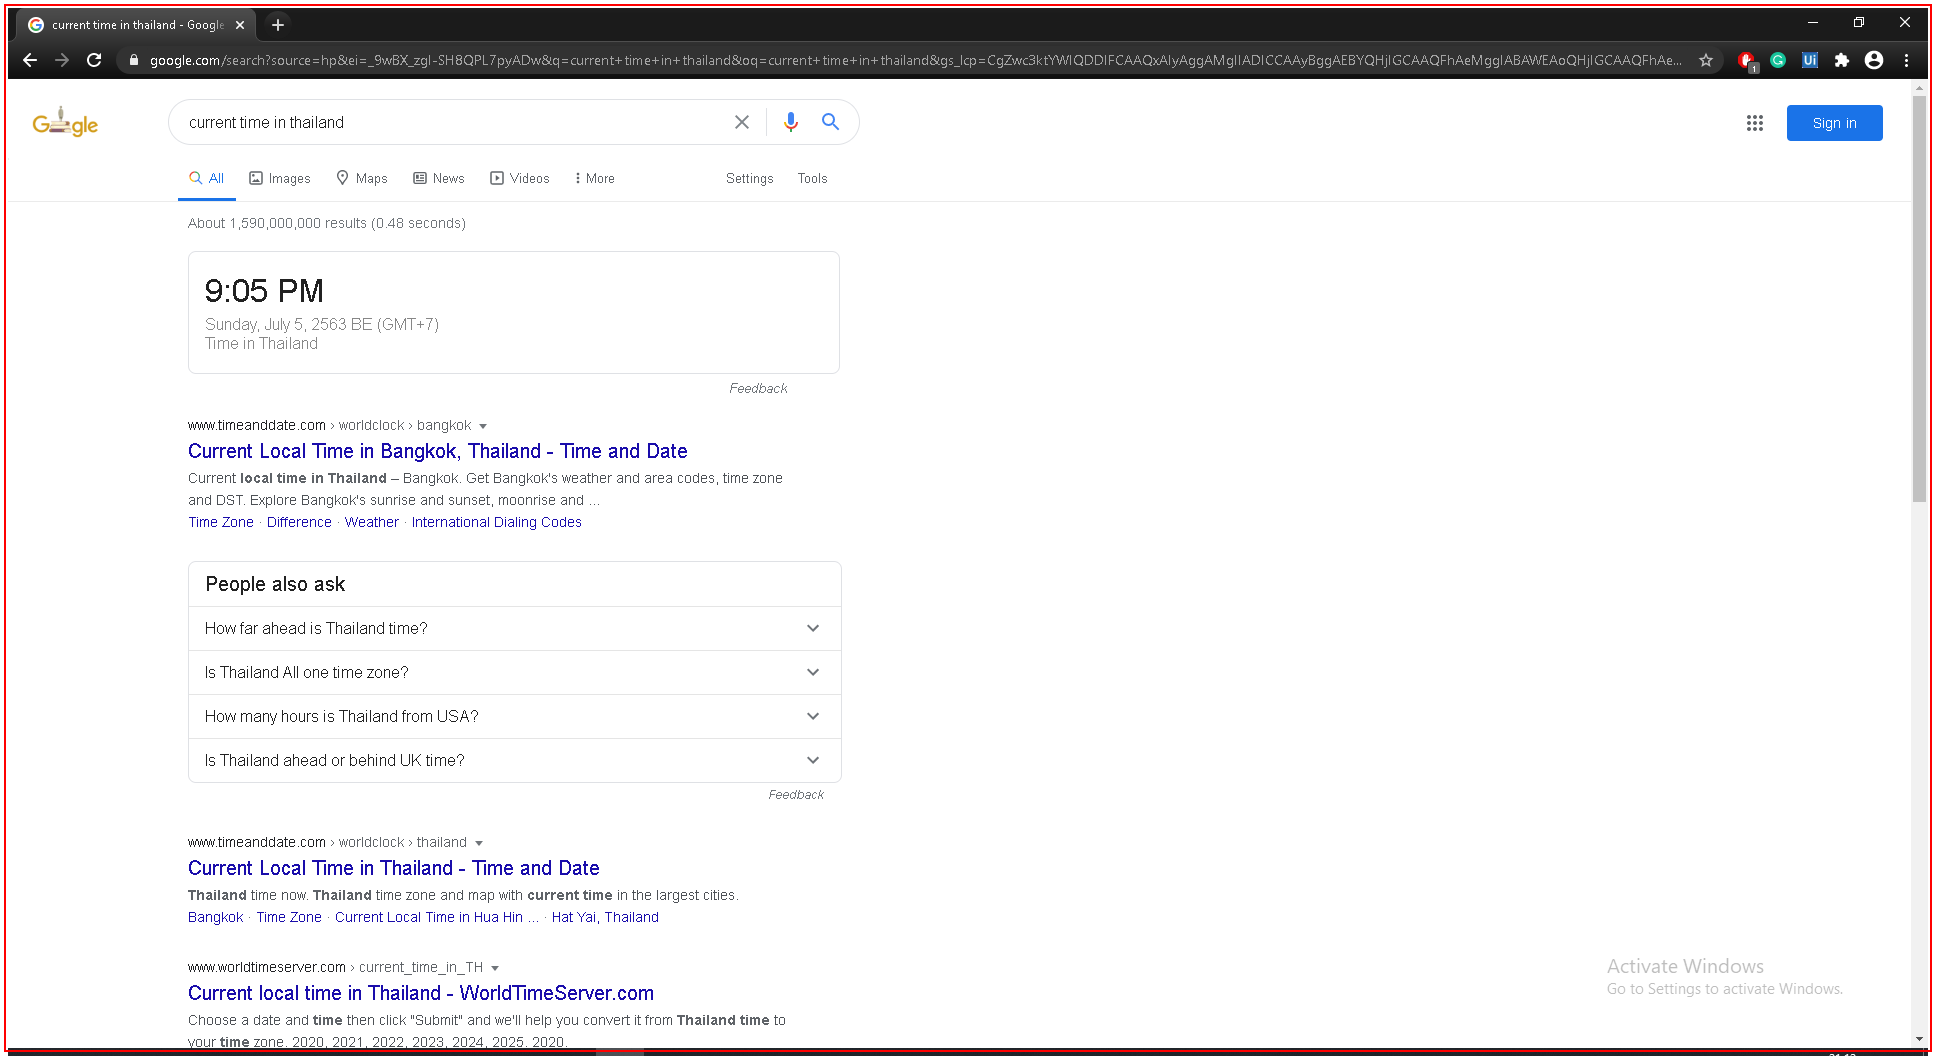 current time in thailand - Google
google.com/search?source=hp&ei=_9wBX_zgI-SH8QPL7pyADw&q=current+time+in+thailand&oq=current+time+in+thailand&gs_lcp=CgZwc3ktYWIQDDIFCAAQxAIyAggAMgIIADICCAAyBggAEBYQHjIGCAAQFhAeMggIABAWEAoQHjIGCAAQFhAe...
1
Ui
Google
current time in thailand
Sign in
All Images Maps News Videos More Settings Tools
About 1,590,000,000 results (0.48 seconds)
9:05 PM
Sunday, July 5, 2563 BE (GMT+7)
Time in Thailand
Feedback
www.timeanddate.com › worldclock › bangkok
Current Local Time in Bangkok, Thailand - Time and Date
Current local time in Thailand – Bangkok. Get Bangkok's weather and area codes, time zone
and DST. Explore Bangkok's sunrise and sunset, moonrise and ...
Time Zone · Difference · Weather · International Dialing Codes
People also ask
How far ahead is Thailand time?
Is Thailand All one time zone?
How many hours is Thailand from USA?
Is Thailand ahead or behind UK time?
Feedback
www.timeanddate.com › worldclock › thailand
Current Local Time in Thailand - Time and Date
Thailand time now. Thailand time zone and map with current time in the largest cities.
Bangkok · Time Zone · Current Local Time in Hua Hin ... · Hat Yai, Thailand
www.worldtimeserver.com › current_time_in_TH
Current local time in Thailand - WorldTimeServer.com
Choose a date and time then click "Submit" and we'll help you convert it from Thailand time to
your time zone. 2020, 2021, 2022, 2023, 2024, 2025. 2020.
Activate Windows
Go to Settings to activate Windows.